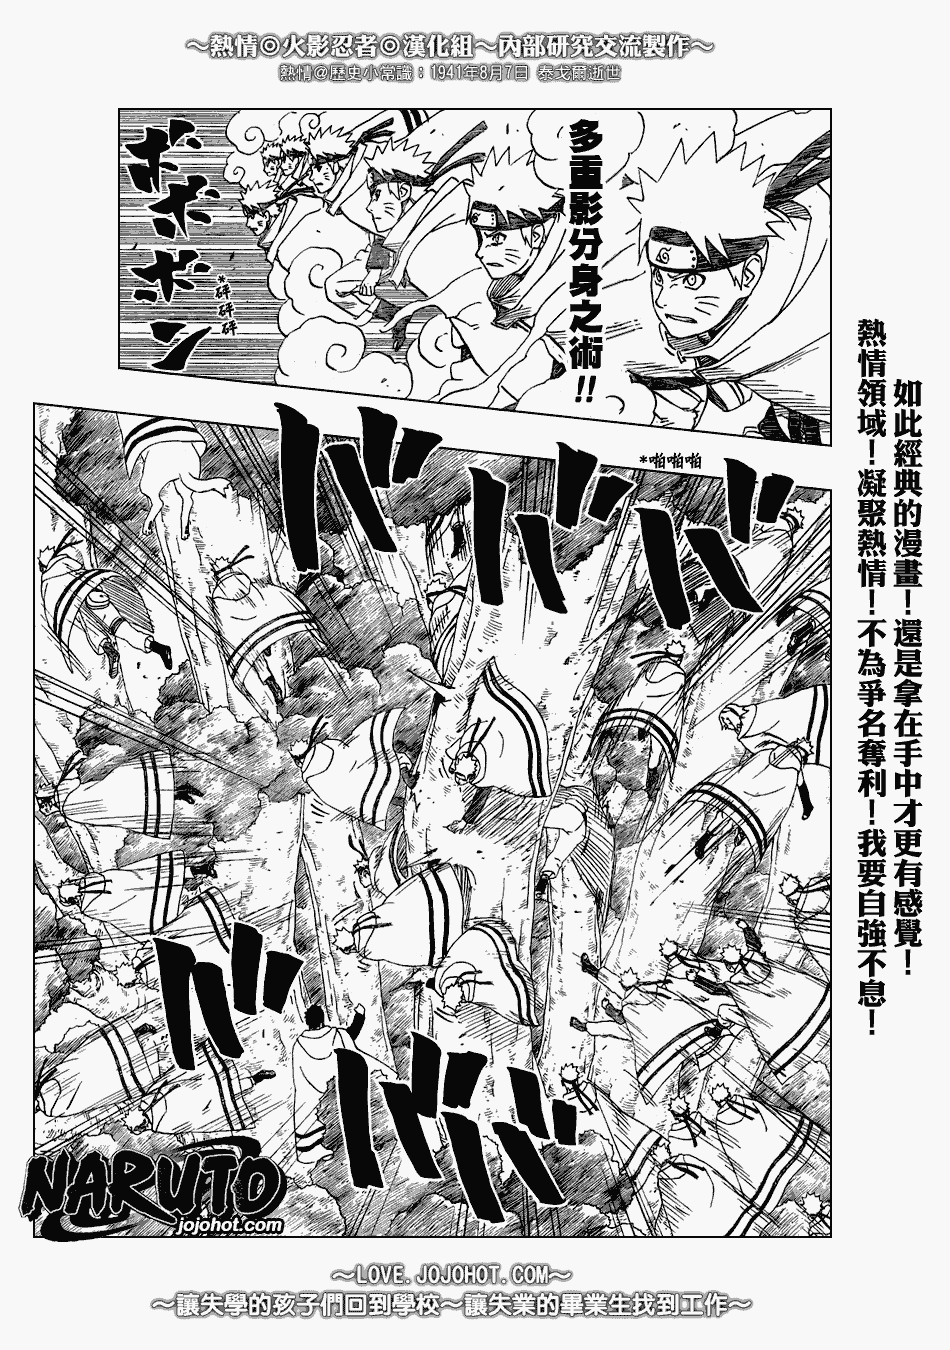 ～熱情◎火影忍者◎漢化組～內部研究交流製作～
熱情@歷史小常識：1941年8月7日 泰戈爾逝世
多重影分身之術!!
ボボボン
*砰砰砰
*啪啪啪
ババババババ
如此經典的漫畫！還是拿在手中才更有感覺！
熱情領域！凝聚熱情！不為爭名奪利！我要自強不息！
NARUTO
jojohot.com
～LOVE.JOJOHOT.COM～
～讓失學的孩子們回到學校～讓失業的畢業生找到工作～